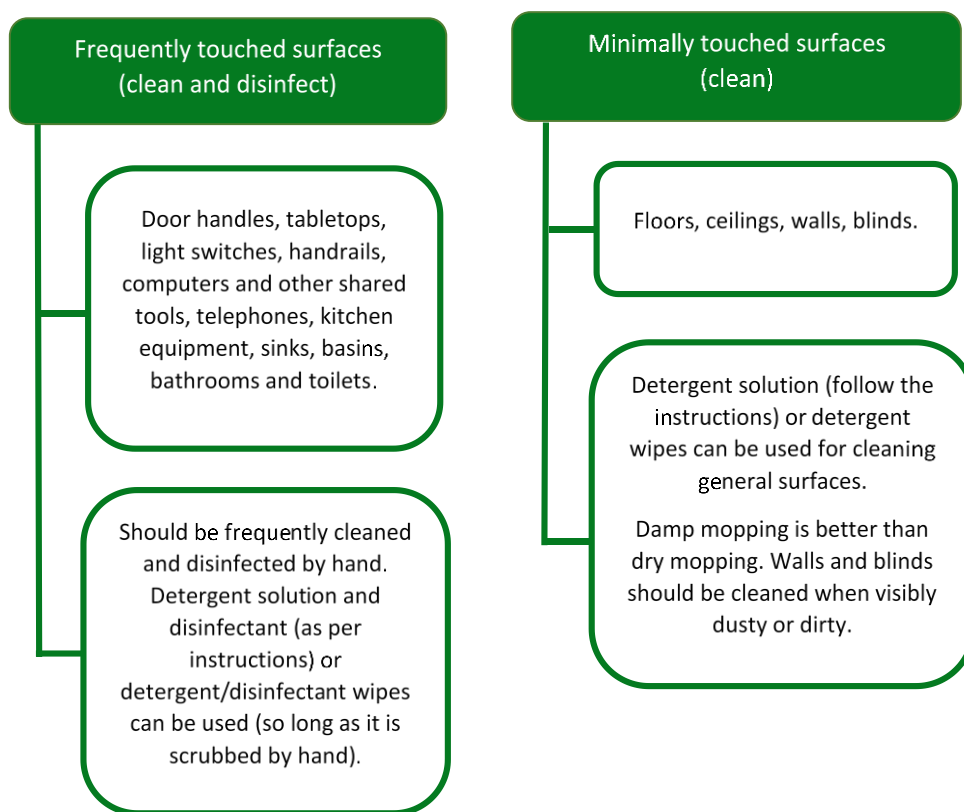 Frequently touched surfaces
(clean and disinfect)
Door handles, tabletops,
light switches, handrails,
computers and other shared
tools, telephones, kitchen
equipment, sinks, basins,
bathrooms and toilets.
Should be frequently cleaned
and disinfected by hand.
Detergent solution and
disinfectant (as per
instructions) or
detergent/disinfectant wipes
can be used (so long as it is
scrubbed by hand).
Minimally touched surfaces
(clean)
Floors, ceilings, walls, blinds.
Detergent solution (follow the
instructions) or detergent
wipes can be used for cleaning
general surfaces.
Damp mopping is better than
dry mopping. Walls and blinds
should be cleaned when visibly
dusty or dirty.